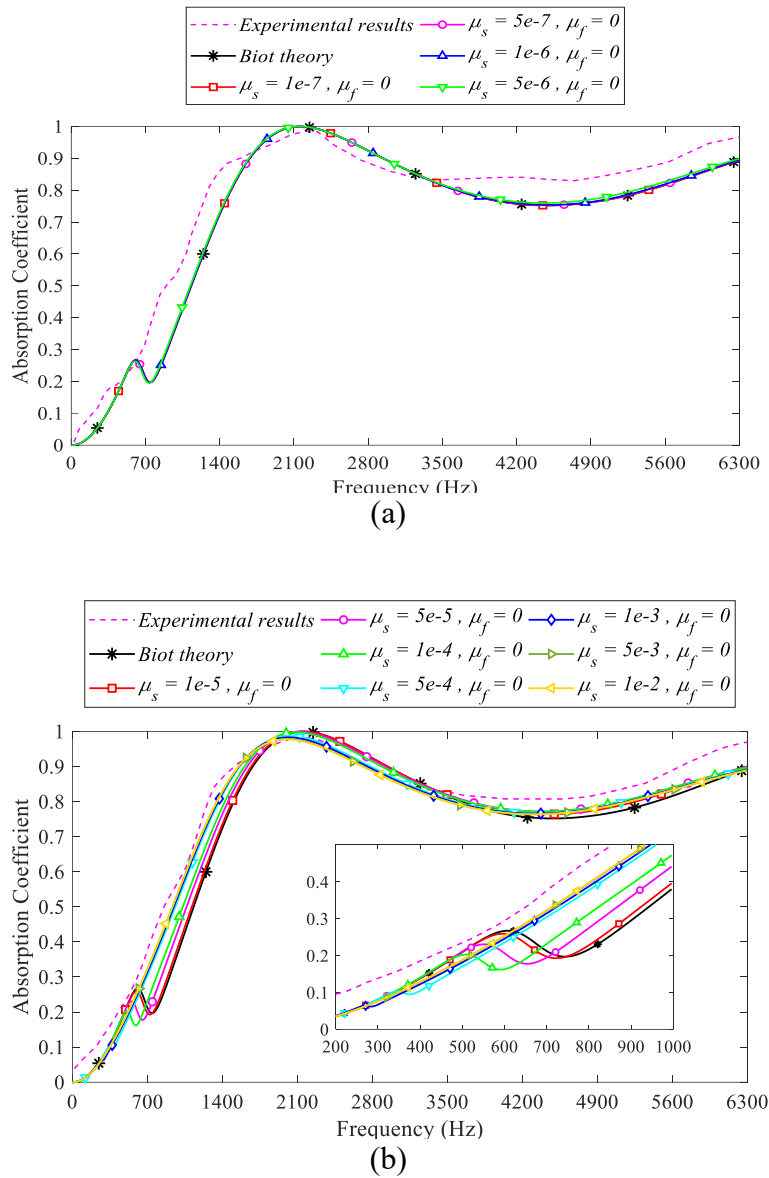 Experimental results
μs = 5e-7 , μf = 0
Biot theory
μs = 1e-6 , μf = 0
μs = 1e-7 , μf = 0
μs = 5e-6 , μf = 0
1
0.9
0.8
0.7
0.6
0.5
0.4
0.3
0.2
0.1
0
Absorption Coefficient
0 700 1400 2100 2800 3500 4200 4900 5600 6300
Frequency (Hz)
(a)
Experimental results
μs = 5e-5 , μf = 0
μs = 1e-3 , μf = 0
Biot theory
μs = 1e-4 , μf = 0
μs = 5e-3 , μf = 0
μs = 1e-5 , μf = 0
μs = 5e-4 , μf = 0
μs = 1e-2 , μf = 0
1
0.9
0.8
0.7
0.6
0.5
0.4
0.3
0.2
0.1
0
Absorption Coefficient
0.4
0.3
0.2
0.1
0
200 300 400 500 600 700 800 900 1000
0 700 1400 2100 2800 3500 4200 4900 5600 6300
Frequency (Hz)
(b)